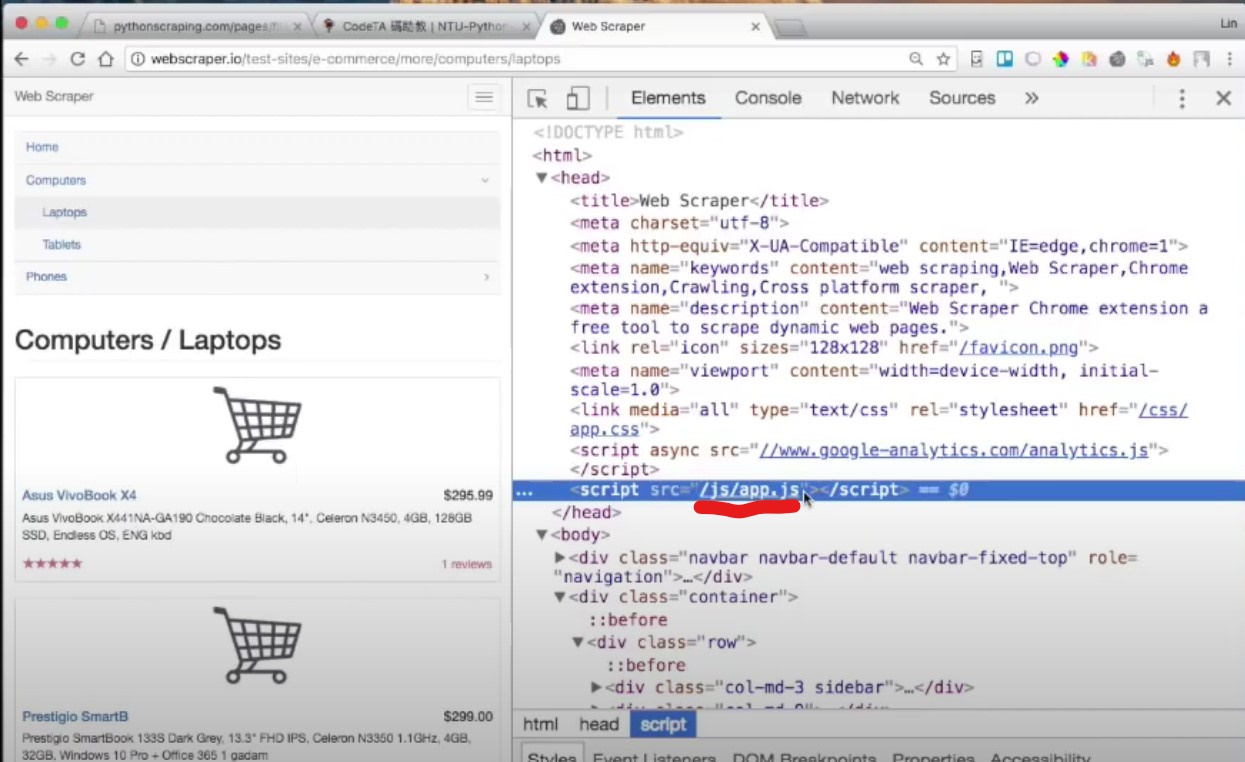 pythonscraping.com/pages/
CodeTA 碼助教 | NTU-Python
Web Scraper
Lin
webscraper.io/test-sites/e-commerce/more/computers/laptops
Web Scraper
Home
Computers
Laptops
Tablets
Phones
Computers / Laptops
Asus VivoBook X4
$295.99
Asus VivoBook X441NA-GA190 Chocolate Black, 14", Celeron N3450, 4GB, 128GB
SSD, Endless OS, ENG kbd
1 reviews
Prestigio SmartB
$299.00
Prestigio SmartBook 133S Dark Grey, 13.3" FHD IPS, Celeron N3350 1.1GHz, 4GB,
32GB, Windows 10 Pro + Office 365 1 gadam
Elements Console Network Sources »
<!DOCTYPE html>
<html>
▼<head>
<title>Web Scraper</title>
<meta charset="utf-8">
<meta http-equiv="X-UA-Compatible" content="IE=edge,chrome=1">
<meta name="keywords" content="web scraping,Web Scraper,Chrome
extension,Crawling,Cross platform scraper, ">
<meta name="description" content="Web Scraper Chrome extension a
free tool to scrape dynamic web pages.">
<link rel="icon" sizes="128x128" href="/favicon.png">
<meta name="viewport" content="width=device-width, initial-
scale=1.0">
<link media="all" type="text/css" rel="stylesheet" href="/css/
app.css">
<script async src="//www.google-analytics.com/analytics.js">
</script>
... <script src="/js/app.js"></script> == $0
</head>
▼<body>
▶<div class="navbar navbar-default navbar-fixed-top" role=
"navigation">…</div>
▼<div class="container">
::before
▼<div class="row">
::before
▶<div class="col-md-3 sidebar">…</div>
html head script
Styles Event Listeners DOM Breakpoints Properties Accessibility